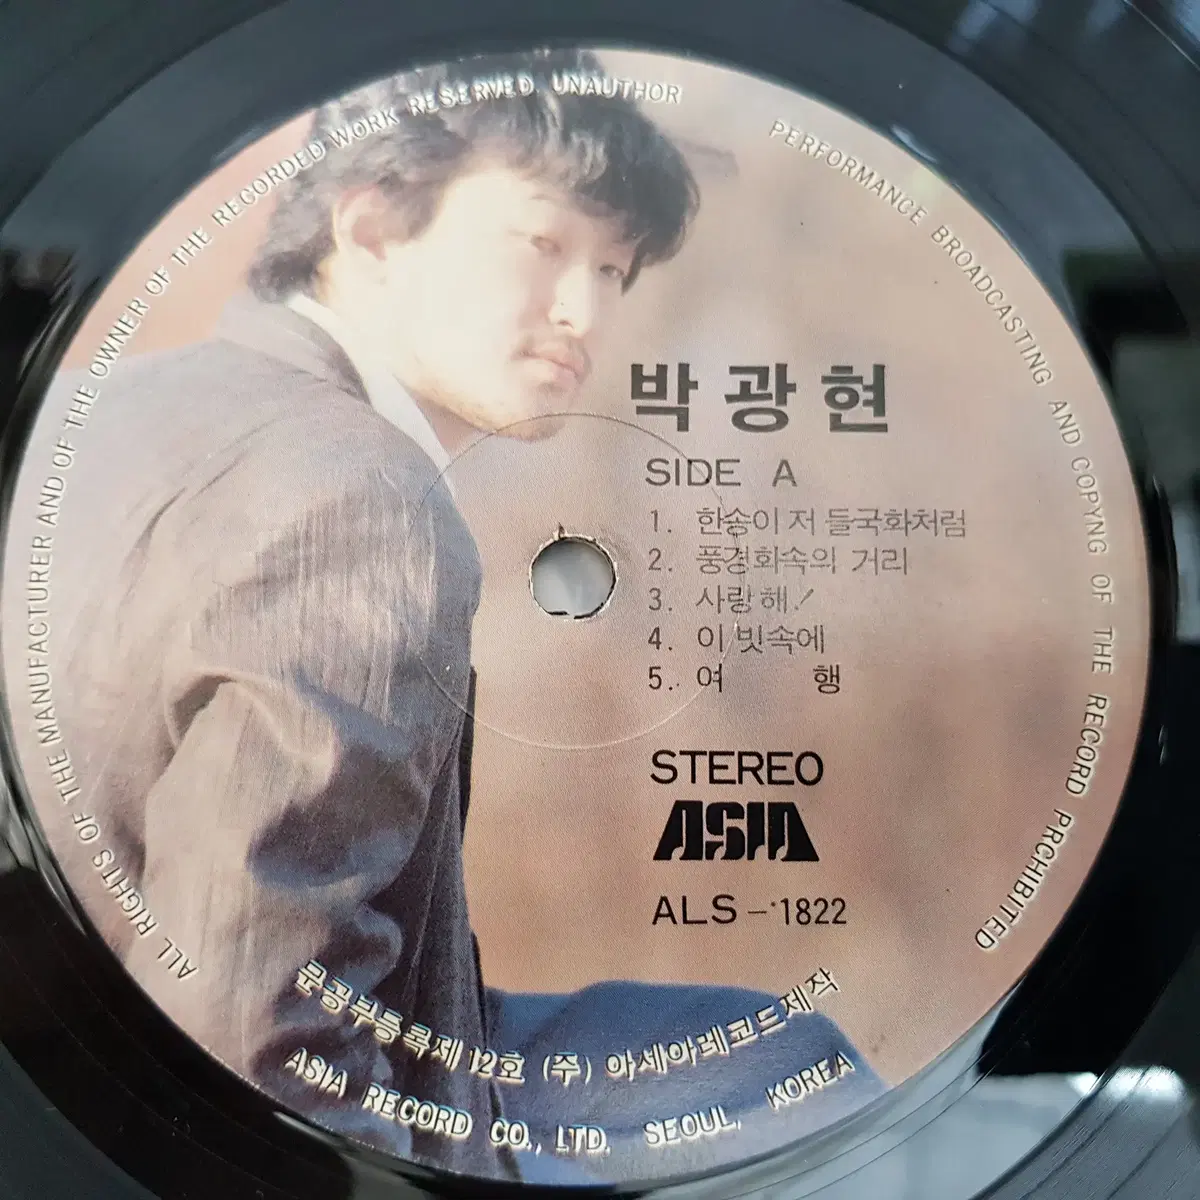 ALL RIGHTS OF THE MANUFACTURER AND OF THE OWNER OF THE RECORDED WORK RESERVED. UNAUTHOR
PERFORMANCE BROADCASTING AND COPYNG OF THE RECORD PRCHIBITED
박광현
SIDE A
1. 한송이 저 들국화처럼
2. 풍경화속의 거리
3. 사랑해!
4. 이 빗속에
5. 여 행
STEREO
ASIA
ALS-1822
문공부등록제12호 (주) 아세아레코드제작
ASIA RECORD CO., LTD. SEOUL, KOREA